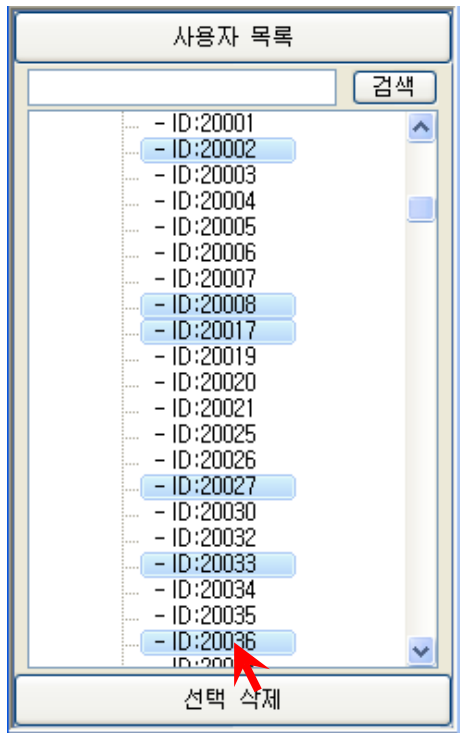 사용자 목록
검색
- ID:20001
- ID:20002
- ID:20003
- ID:20004
- ID:20005
- ID:20006
- ID:20007
- ID:20008
- ID:20017
- ID:20019
- ID:20020
- ID:20021
- ID:20025
- ID:20026
- ID:20027
- ID:20030
- ID:20032
- ID:20033
- ID:20034
- ID:20035
- ID:20036
선택 삭제